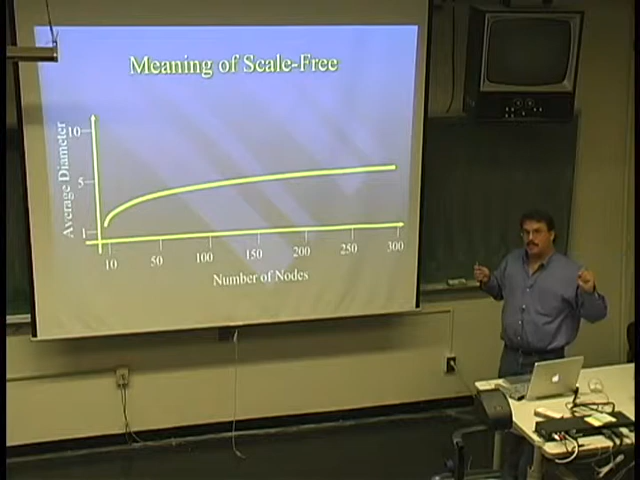 Meaning of Scale-Free
Average Diameter
10
5
1
10 50 100 150 200 250 300
Number of Nodes